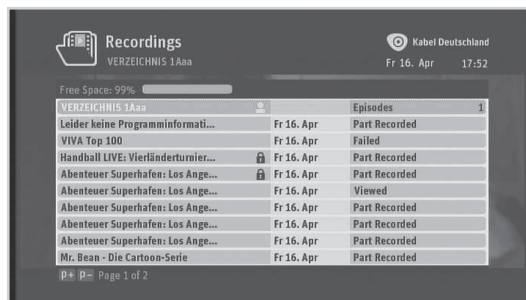 Recordings
VERZEICHNIS 1Aaa
Kabel Deutschland
Fr 16. Apr 17:52
Free Space: 99%
VERZEICHNIS 1Aaa Episodes 1
Leider keine Programminformati... Fr 16. Apr Part Recorded
VIVA Top 100 Fr 16. Apr Failed
Handball LIVE: Vierländerturnier... Fr 16. Apr Part Recorded
Abenteuer Superhafen: Los Ange... Fr 16. Apr Part Recorded
Abenteuer Superhafen: Los Ange... Fr 16. Apr Viewed
Abenteuer Superhafen: Los Ange... Fr 16. Apr Part Recorded
Abenteuer Superhafen: Los Ange... Fr 16. Apr Part Recorded
Abenteuer Superhafen: Los Ange... Fr 16. Apr Part Recorded
Mr. Bean - Die Cartoon-Serie Fr 16. Apr Part Recorded
P+ P- Page 1 of 2